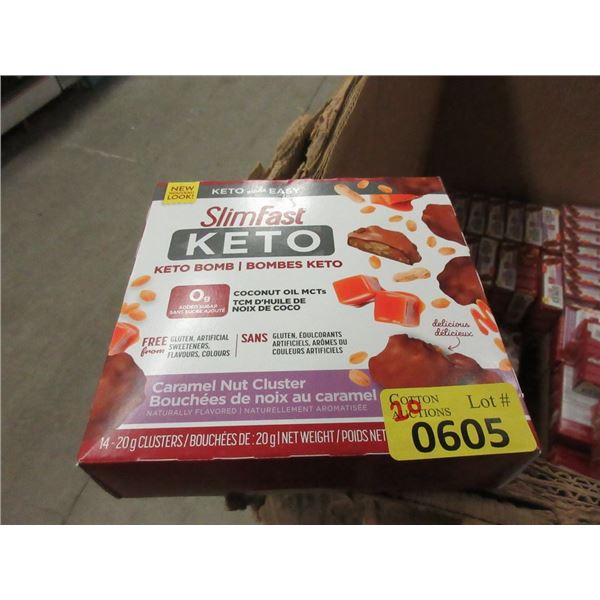 NEW
NOUVEAU
LOOK!
KETO made EASY
SlimFast
KETO
KETO BOMB | BOMBES KETO
0g
ADDED SUGAR
SANS SUCRE AJOUTÉ
COCONUT OIL MCTs
TCM D'HUILE DE
NOIX DE COCO
FREE from
GLUTEN, ARTIFICIAL
SWEETENERS,
FLAVOURS, COLOURS
SANS
GLUTEN, ÉDULCORANTS
ARTIFICIELS, ARÔMES OU
COULEURS ARTIFICIELS
delicious
délicieux
Caramel Nut Cluster
Bouchées de noix au caramel
NATURALLY FLAVORED | NATURELLEMENT AROMATISÉE
14 - 20 g CLUSTERS / BOUCHÉES DE : 20 g | NET WEIGHT / POIDS NET
COTTON
AUCTIONS
Lot #
20
0605